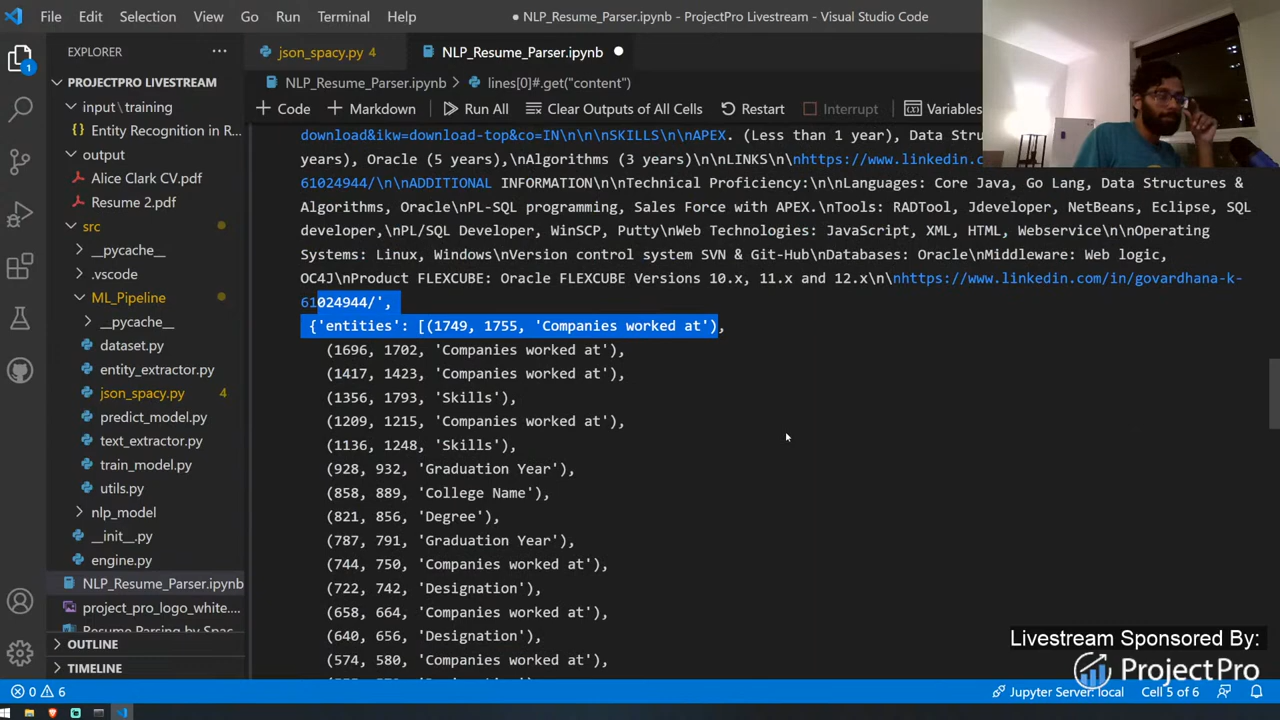 File Edit Selection View Go Run Terminal Help
● NLP_Resume_Parser.ipynb - ProjectPro Livestream - Visual Studio Code
EXPLORER
PROJECTPRO LIVESTREAM
input\training
Entity Recognition in R...
output
Alice Clark CV.pdf
Resume 2.pdf
src
__pycache__
.vscode
ML_Pipeline
__pycache__
dataset.py
entity_extractor.py
json_spacy.py 4
predict_model.py
text_extractor.py
train_model.py
utils.py
nlp_model
__init__.py
engine.py
NLP_Resume_Parser.ipynb
project_pro_logo_white....
OUTLINE
TIMELINE
json_spacy.py 4
NLP_Resume_Parser.ipynb ●
NLP_Resume_Parser.ipynb > lines[0]#.get("content")
+ Code + Markdown Run All Clear Outputs of All Cells Restart Interrupt Variables
download&ikw=download-top&co=IN\n\n\nSKILLS\n\nAPEX. (Less than 1 year), Data Stru
years), Oracle (5 years),\nAlgorithms (3 years)\n\nLINKS\n\nhttps://www.linkedin.c
61024944/\n\nADDITIONAL INFORMATION\n\nTechnical Proficiency:\n\nLanguages: Core Java, Go Lang, Data Structures &
Algorithms, Oracle\nPL-SQL programming, Sales Force with APEX.\nTools: RADTool, Jdeveloper, NetBeans, Eclipse, SQL
developer,\nPL/SQL Developer, WinSCP, Putty\nWeb Technologies: JavaScript, XML, HTML, Webservice\n\nOperating
Systems: Linux, Windows\nVersion control system SVN & Git-Hub\nDatabases: Oracle\nMiddleware: Web logic,
OC4J\nProduct FLEXCUBE: Oracle FLEXCUBE Versions 10.x, 11.x and 12.x\n\nhttps://www.linkedin.com/in/govardhana-k-
61024944/',
{'entities': [(1749, 1755, 'Companies worked at'),
(1696, 1702, 'Companies worked at'),
(1417, 1423, 'Companies worked at'),
(1356, 1793, 'Skills'),
(1209, 1215, 'Companies worked at'),
(1136, 1248, 'Skills'),
(928, 932, 'Graduation Year'),
(858, 889, 'College Name'),
(821, 856, 'Degree'),
(787, 791, 'Graduation Year'),
(744, 750, 'Companies worked at'),
(722, 742, 'Designation'),
(658, 664, 'Companies worked at'),
(640, 656, 'Designation'),
(574, 580, 'Companies worked at'),
Livestream Sponsored By:
ProjectPro
0 6
Jupyter Server: local Cell 5 of 6